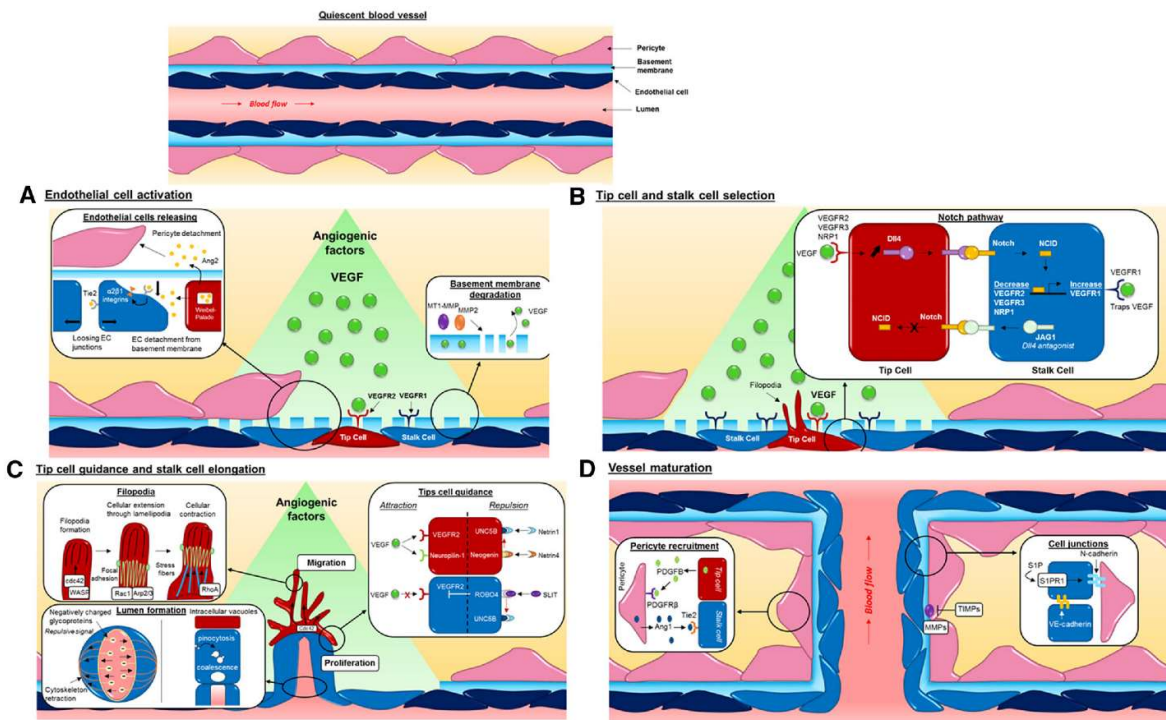 Quiescent blood vessel
Pericyte
Basement
membrane
Endothelial cell
Lumen
Blood flow
A Endothelial cell activation
Endothelial cells releasing
Pericyte detachment
Ang2
Tie2
α2β1
integrins
Weibel-
Palade
Loosing EC
junctions
EC detachment from
basement membrane
Angiogenic
factors
VEGF
Basement membrane
degradation
MT1-MMP
MMP2
VEGF
VEGFR2
VEGFR1
Tip Cell
Stalk Cell
B Tip cell and stalk cell selection
Notch pathway
VEGFR2
VEGFR3
NRP1
VEGF
Dll4
Notch
NCID
VEGFR1
Decrease
VEGFR2
VEGFR3
NRP1
Increase
VEGFR1
Traps VEGF
NCID
Notch
JAG1
Dll4 antagonist
Tip Cell
Stalk Cell
Filopodia
VEGF
Stalk Cell
Tip Cell
C Tip cell guidance and stalk cell elongation
Filopodia
Filopodia
formation
Cellular extension
through lamellipodia
Cellular
contraction
cdc42
WASP
Focal
adhesion
Rac1
Arp2/3
Stress
fibers
RhoA
Lumen formation
Negatively charged
glycoproteins
Repulsive signal
Cytoskeleton
retraction
Intracellular vacuoles
pinocytosis
coalescence
Angiogenic
factors
Migration
Proliferation
Tips cell guidance
Attraction
Repulsion
VEGF
VEGFR2
Neuropilin-1
UNC5B
Neogenin
Netrin1
Netrin4
VEGF
VEGFR2
ROBO4
UNC5B
SLIT
D Vessel maturation
Pericyte recruitment
Pericyte
PDGFB
PDGFRβ
Ang1
Tie2
Tip cell
Stalk cell
Blood flow
Cell junctions
N-cadherin
S1P
S1PR1
VE-cadherin
TIMPs
MMPs